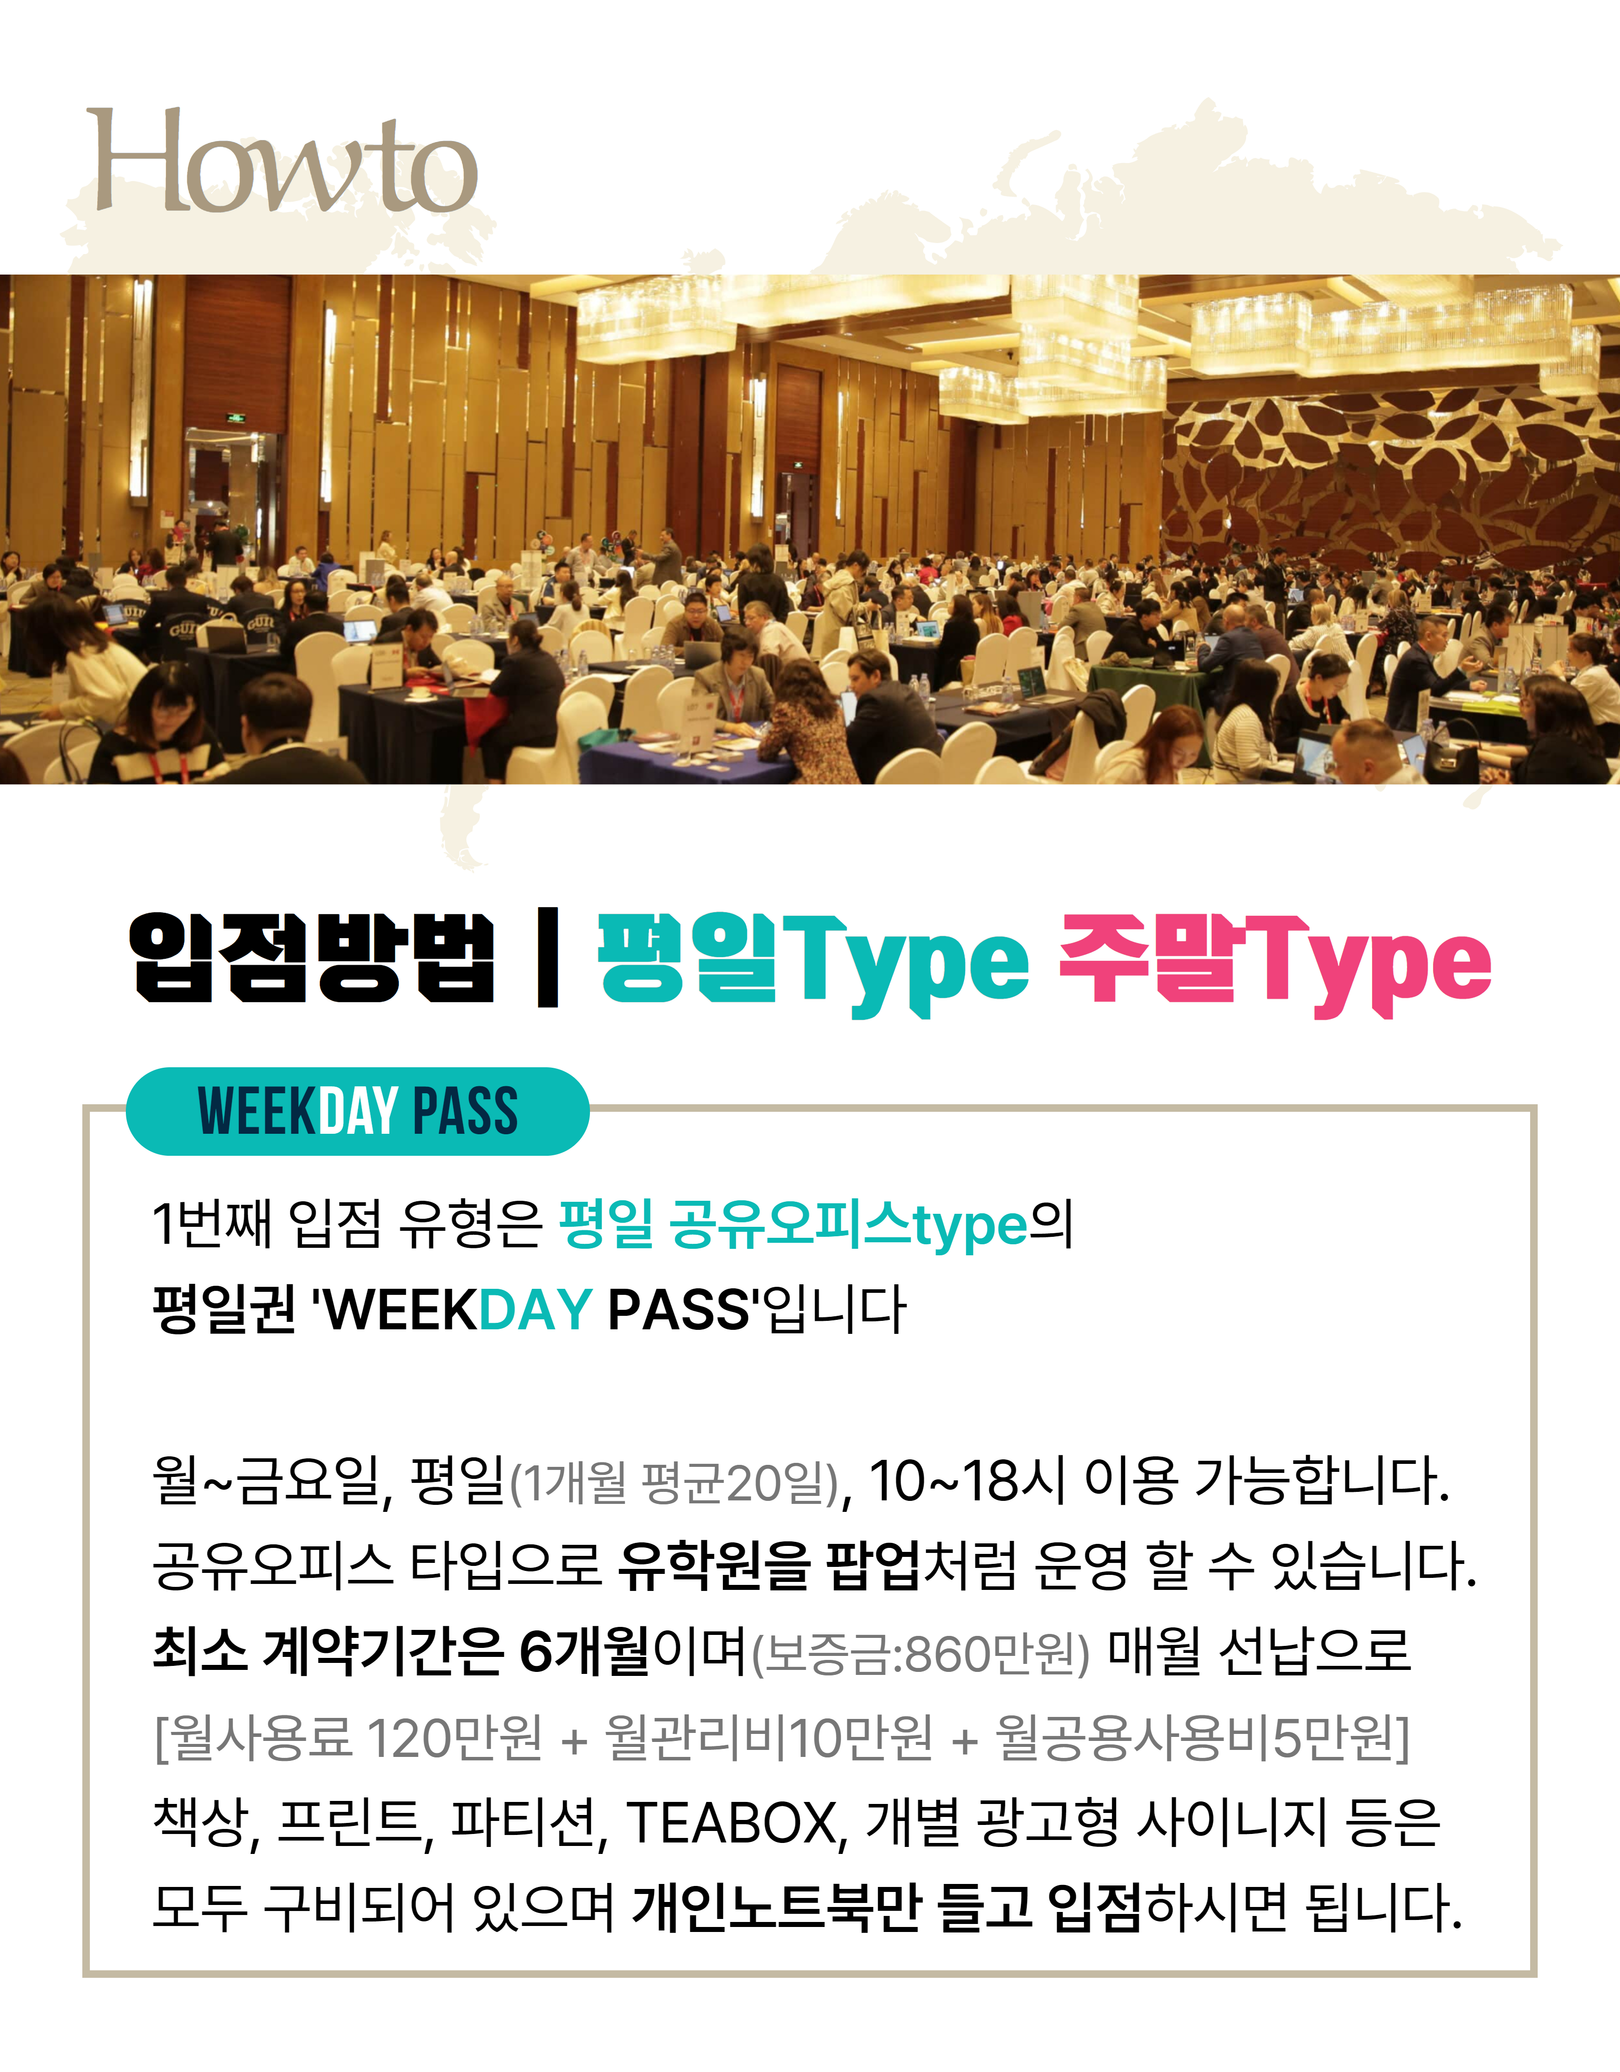 Howto
입점방법 | 평일Type 주말Type
WEEKDAY PASS
1번째 입점 유형은 평일 공유오피스type의
평일권 'WEEKDAY PASS'입니다
월~금요일, 평일(1개월 평균20일), 10~18시 이용 가능합니다.
공유오피스 타입으로 유학원을 팝업처럼 운영 할 수 있습니다.
최소 계약기간은 6개월이며(보증금:860만원) 매월 선납으로
[월사용료 120만원 + 월관리비10만원 + 월공용사용비5만원]
책상, 프린트, 파티션, TEABOX, 개별 광고형 사이니지 등은
모두 구비되어 있으며 개인노트북만 들고 입점하시면 됩니다.